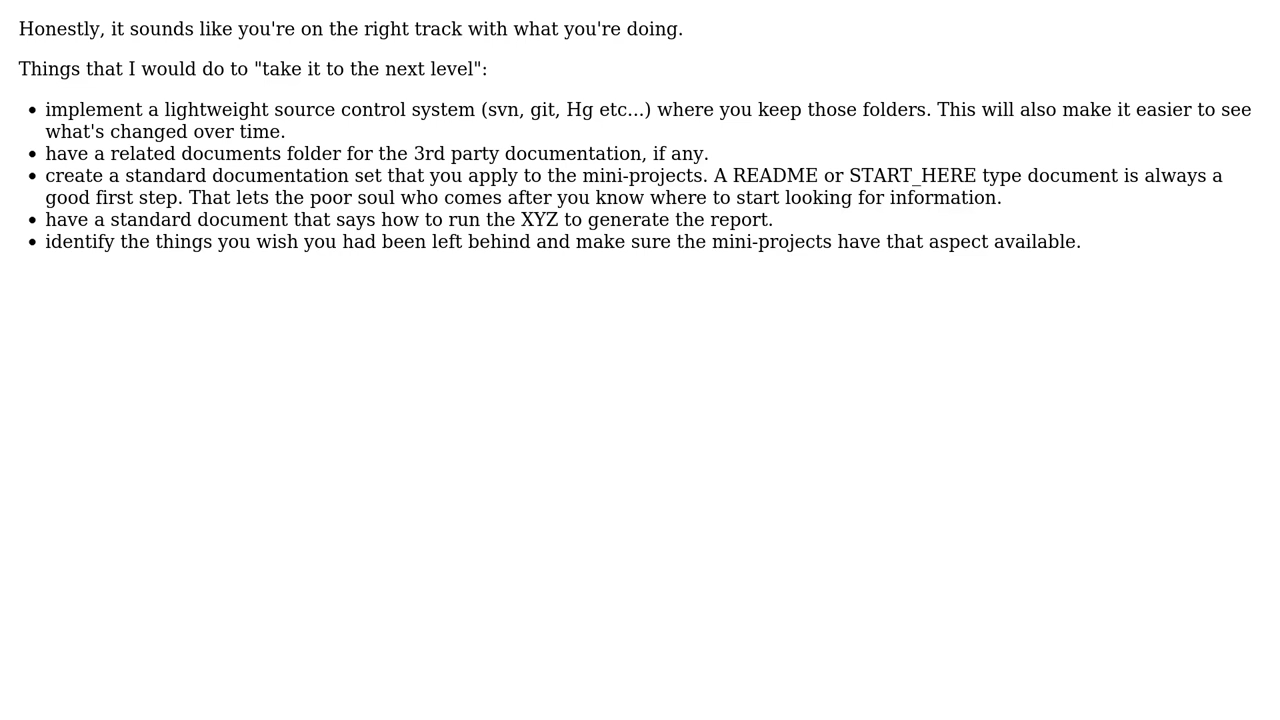 Honestly, it sounds like you're on the right track with what you're doing.
Things that I would do to "take it to the next level":
• implement a lightweight source control system (svn, git, Hg etc...) where you keep those folders. This will also make it easier to see
what's changed over time.
• have a related documents folder for the 3rd party documentation, if any.
• create a standard documentation set that you apply to the mini-projects. A README or START_HERE type document is always a
good first step. That lets the poor soul who comes after you know where to start looking for information.
• have a standard document that says how to run the XYZ to generate the report.
• identify the things you wish you had been left behind and make sure the mini-projects have that aspect available.